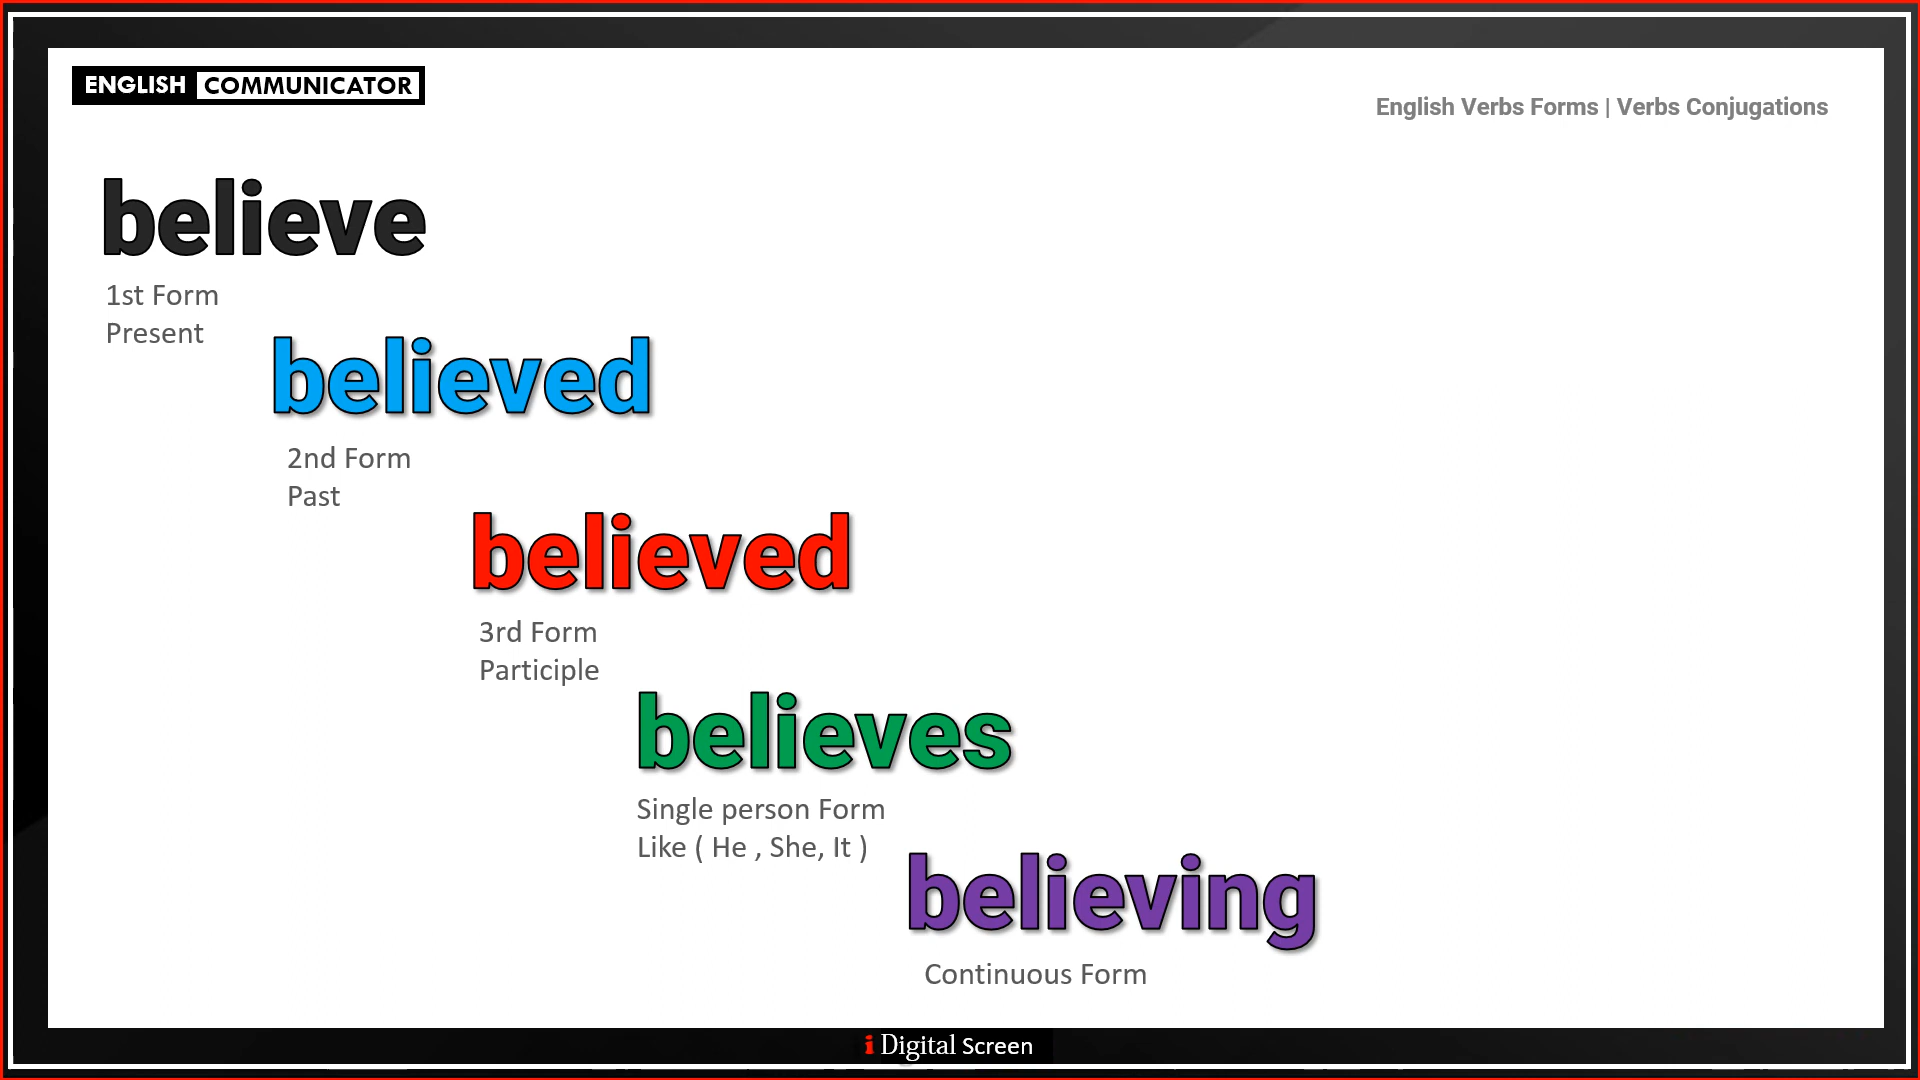 ENGLISH COMMUNICATOR
English Verbs Forms | Verbs Conjugations
believe
1st Form
Present
believed
2nd Form
Past
believed
3rd Form
Participle
believes
Single person Form
Like ( He , She, It )
believing
Continuous Form
i Digital Screen